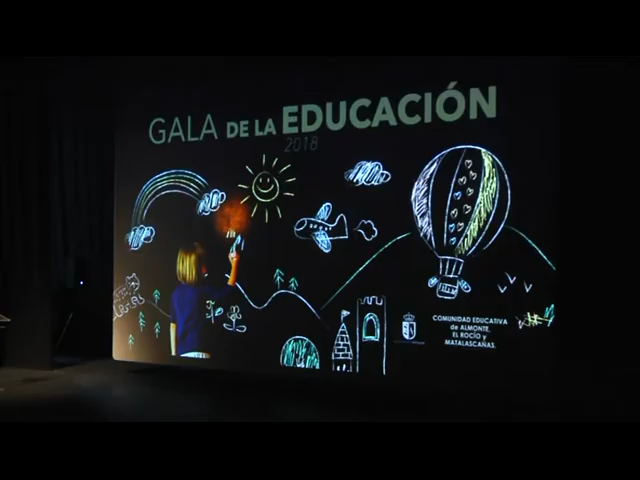 GALA DE LA EDUCACIÓN
2018
COMUNIDAD EDUCATIVA
de ALMONTE,
EL ROCÍO y
MATALASCAÑAS.